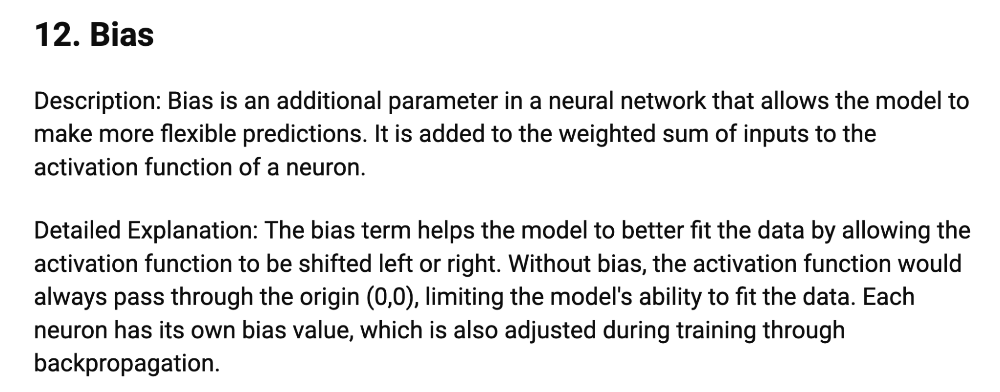 12. Bias
Description: Bias is an additional parameter in a neural network that allows the model to
make more flexible predictions. It is added to the weighted sum of inputs to the
activation function of a neuron.
Detailed Explanation: The bias term helps the model to better fit the data by allowing the
activation function to be shifted left or right. Without bias, the activation function would
always pass through the origin (0,0), limiting the model's ability to fit the data. Each
neuron has its own bias value, which is also adjusted during training through
backpropagation.